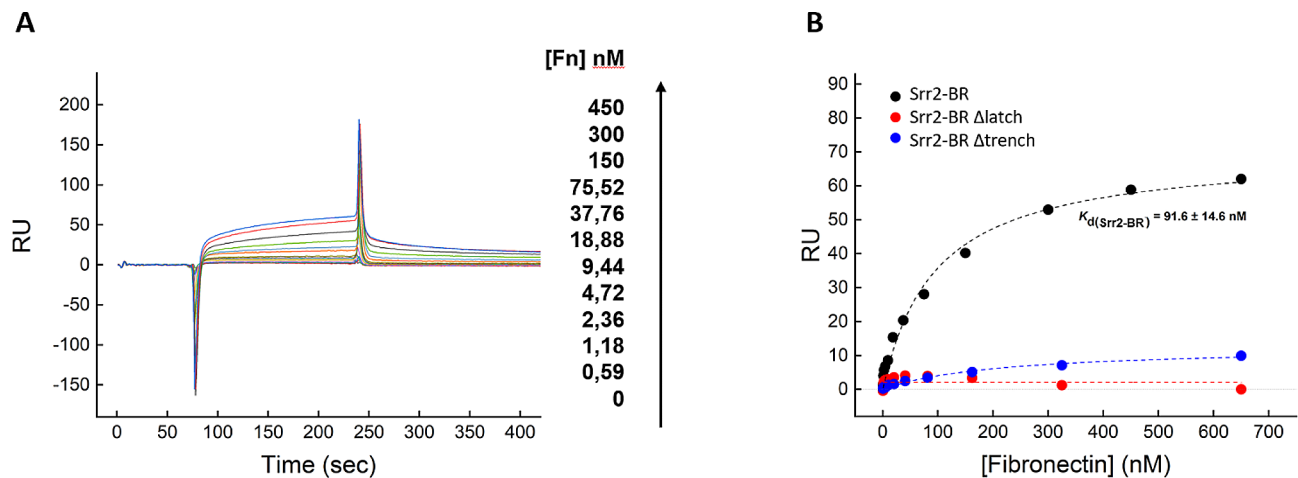 A
[Fn] nM
450
300
150
75,52
37,76
18,88
9,44
4,72
2,36
1,18
0,59
0
RU
200
150
100
50
0
-50
-100
-150
0 50 100 150 200 250 300 350 400
Time (sec)
B
Srr2-BR
Srr2-BR Δlatch
Srr2-BR Δtrench
Kd(Srr2-BR) = 91.6 ± 14.6 nM
RU
90
80
70
60
50
40
30
20
10
0
0 100 200 300 400 500 600 700
[Fibronectin] (nM)